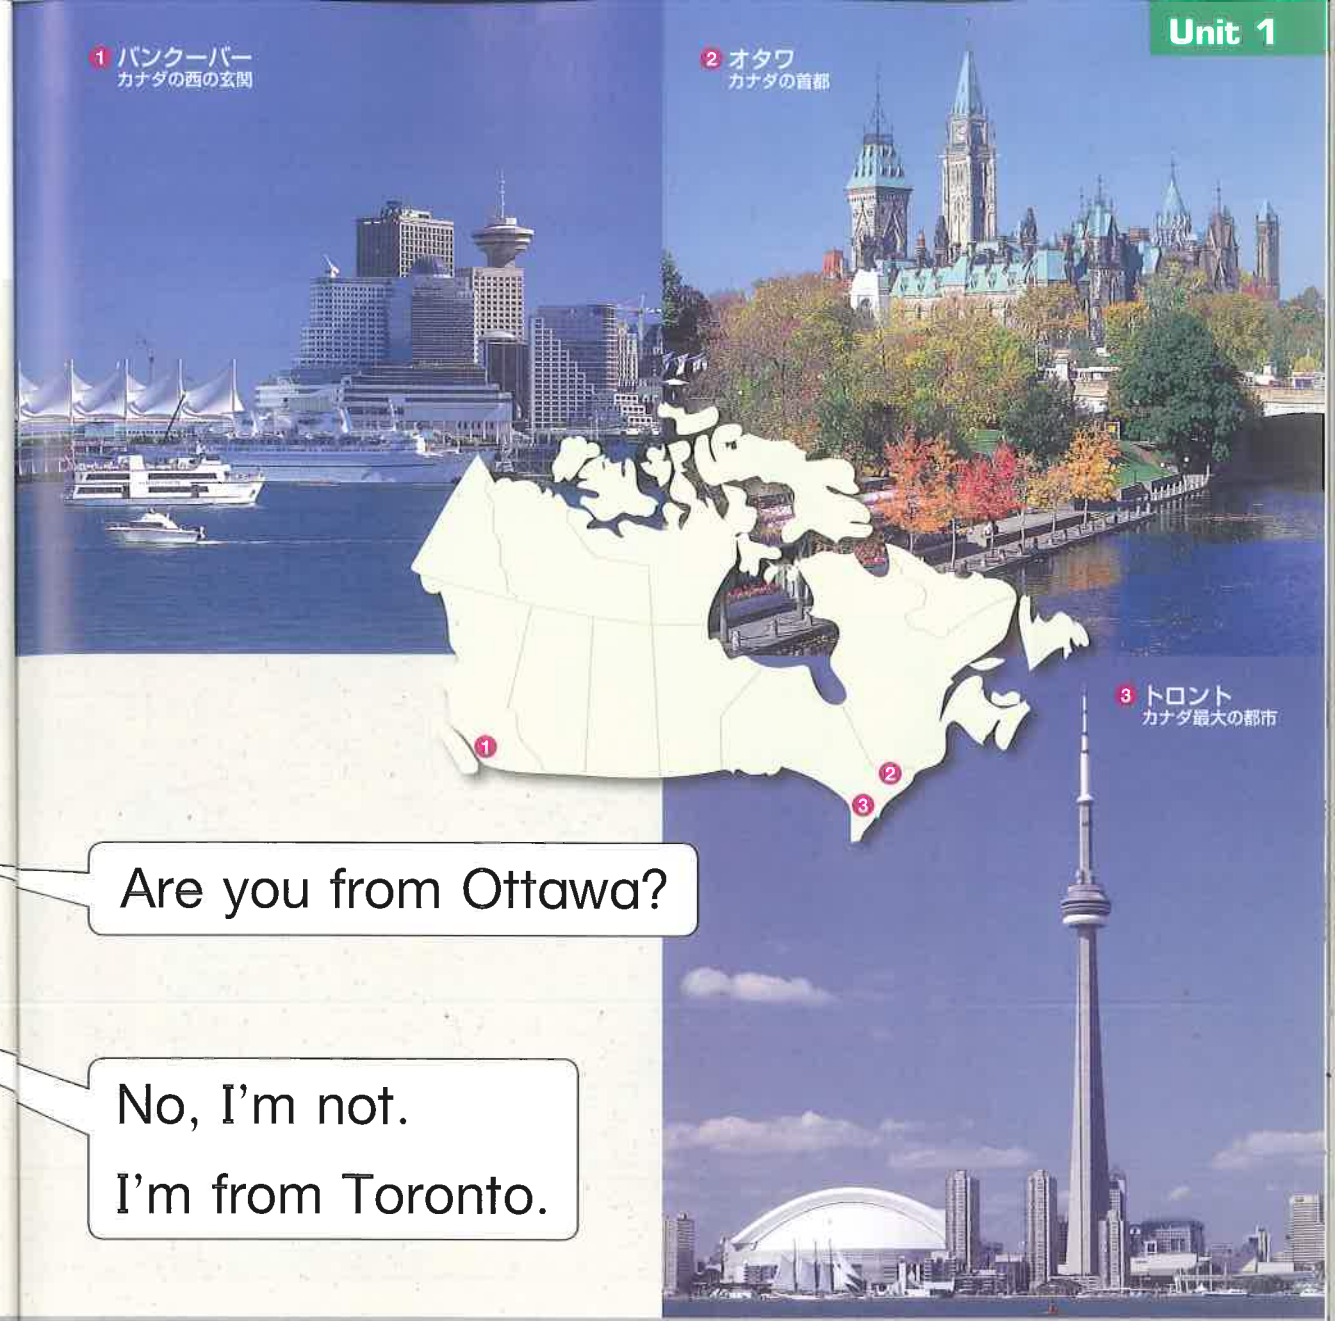 Unit 1
1 バンクーバー
カナダの西の玄関
2 オタワ
カナダの首都
3 トロント
カナダ最大の都市
1
2
3
Are you from Ottawa?
No, I'm not.
I'm from Toronto.